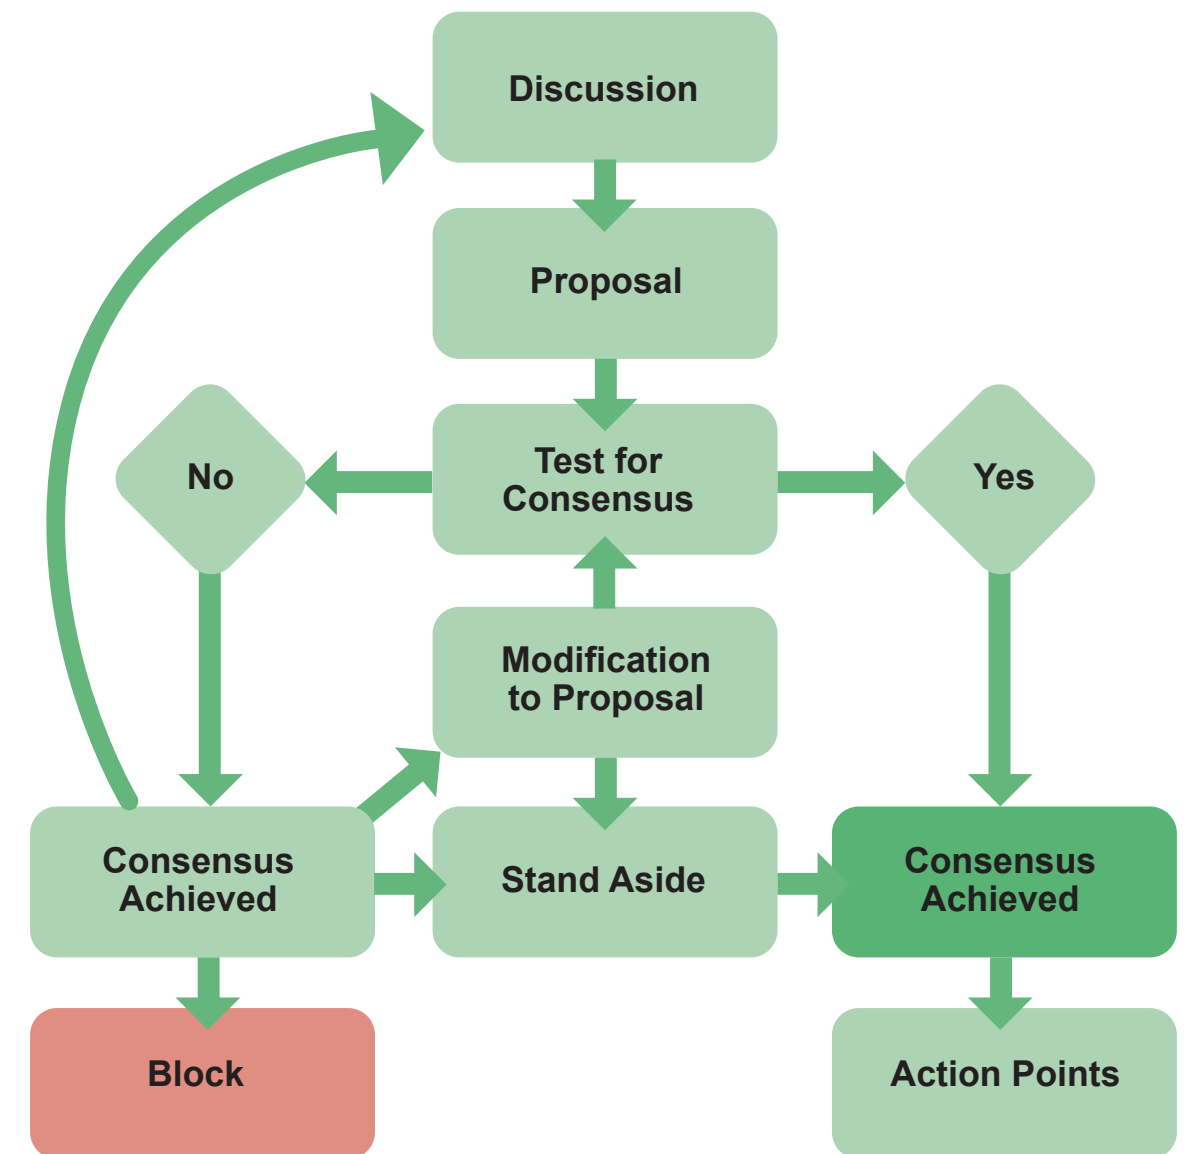 Discussion
Proposal
No
Test for
Consensus
Yes
Modification
to Proposal
Consensus
Achieved
Stand Aside
Consensus
Achieved
Block
Action Points